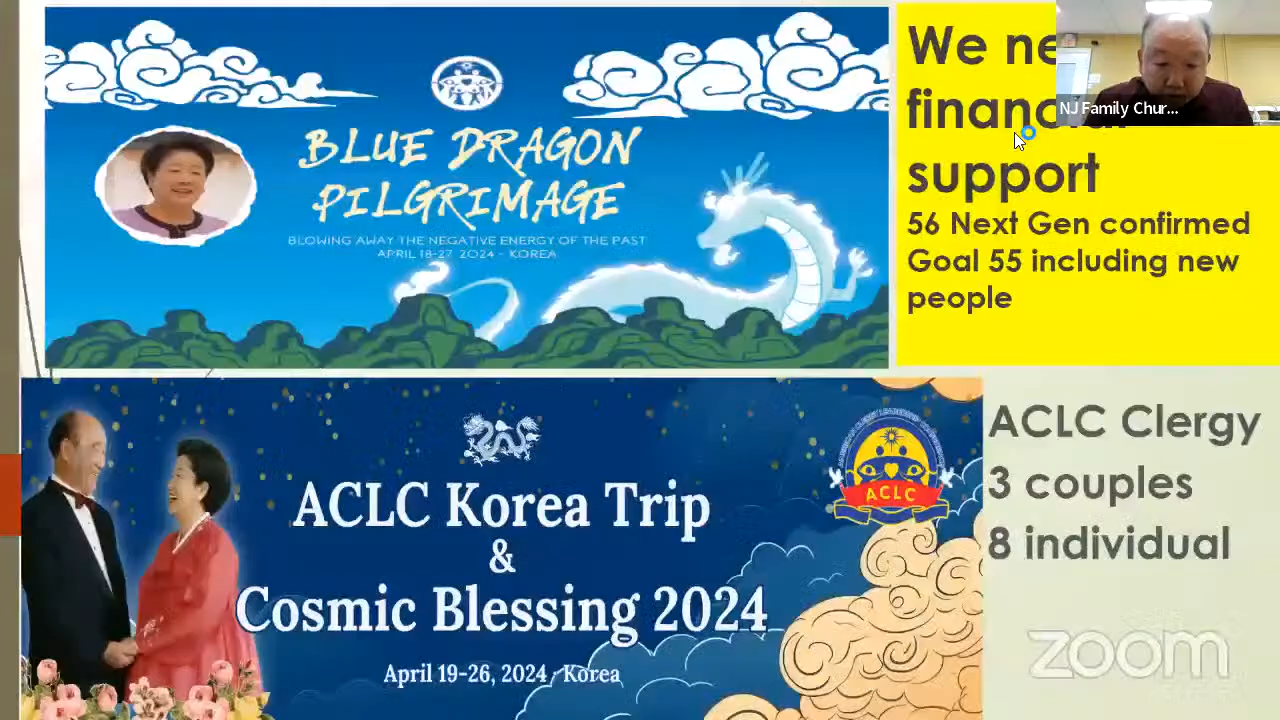 BLUE DRAGON
PILGRIMAGE
BLOWING AWAY THE NEGATIVE ENERGY OF THE PAST
APRIL 18-27 2024 - KOREA
We
financial
support
56 Next Gen confirmed
Goal 55 including new
people
NJ Family Chur...
ACLC Korea Trip
&
Cosmic Blessing 2024
April 19-26, 2024, Korea
ACLC
ACLC Clergy
3 couples
8 individual
zoom